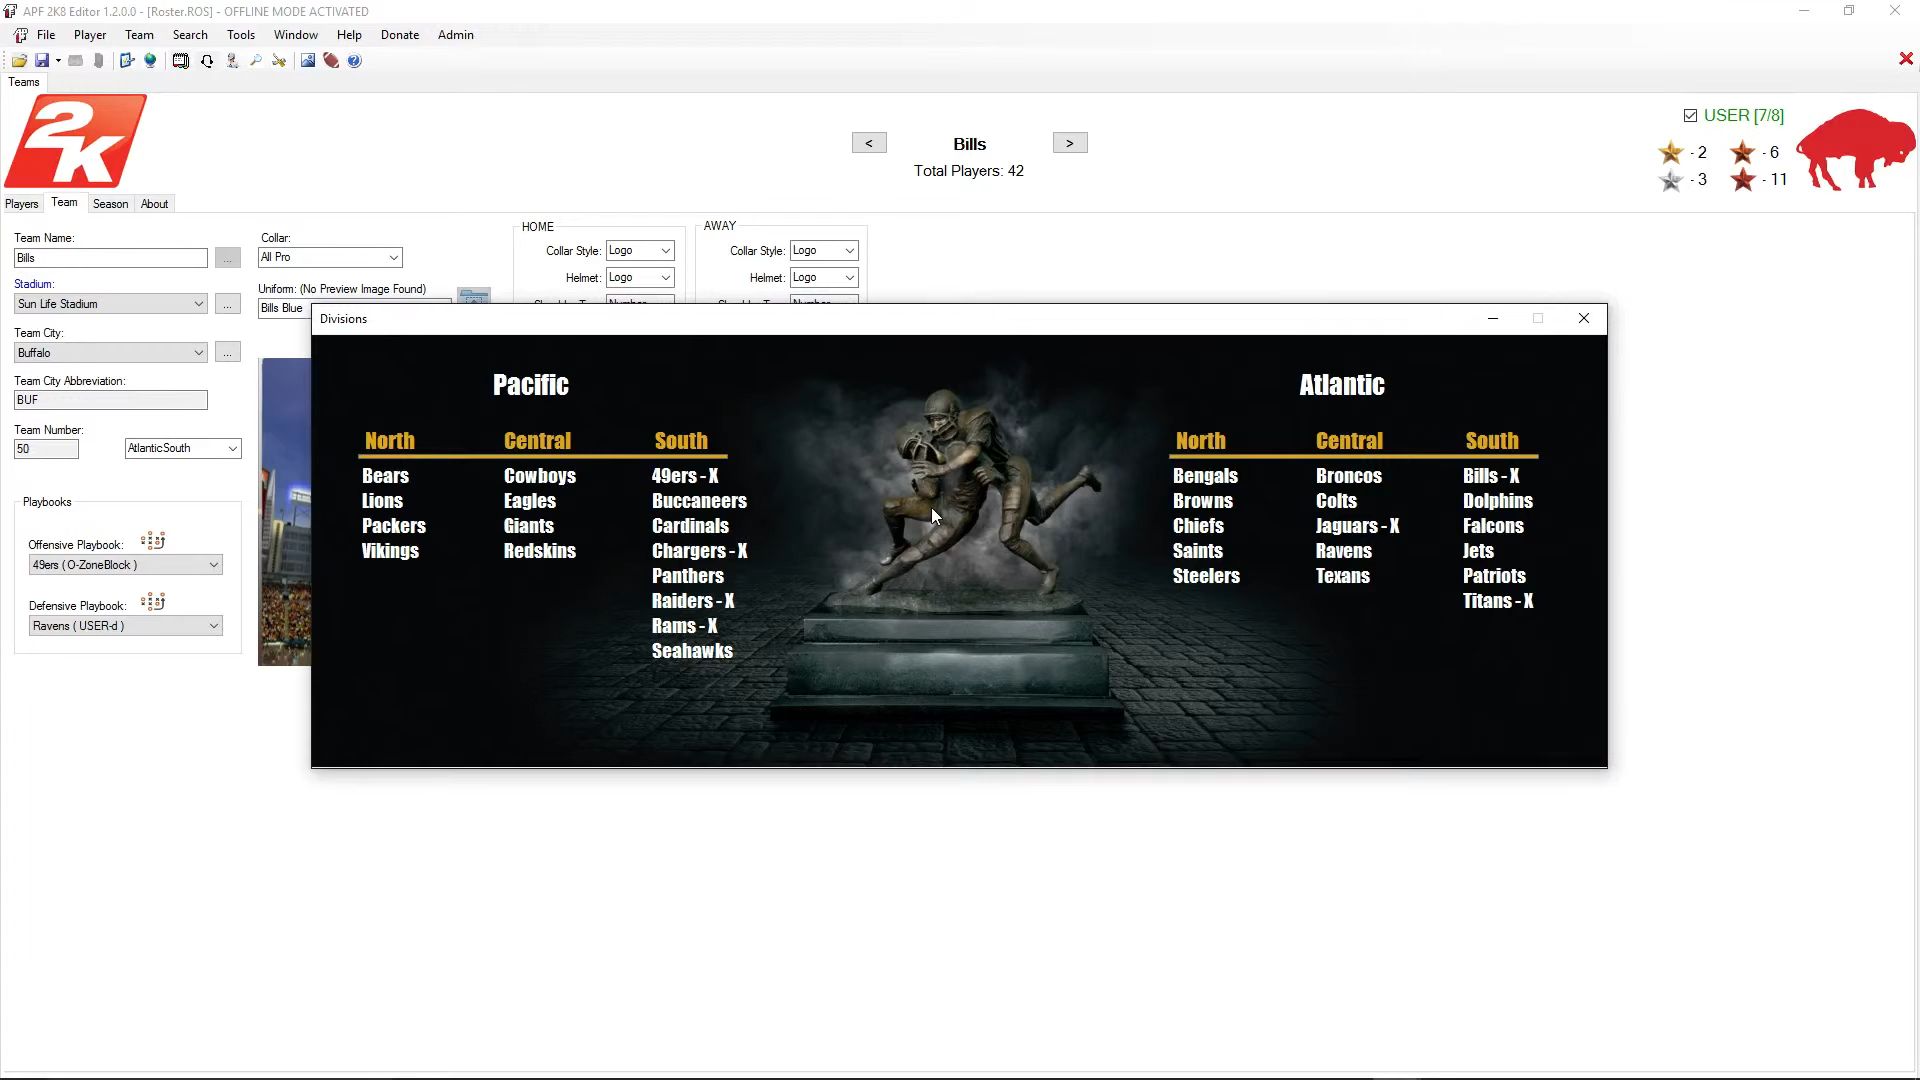 APF 2K8 Editor 1.2.0.0 - [Roster.ROS] - OFFLINE MODE ACTIVATED
File Player Team Search Tools Window Help Donate Admin
Teams
2K
< Bills >
Total Players: 42
USER [7/8]
- 2 - 6
- 3 - 11
Players Team Season About
Team Name:
Bills ...
Stadium:
Sun Life Stadium ...
Team City:
Buffalo ...
Team City Abbreviation:
BUF
Team Number:
50 AtlanticSouth
Playbooks
Offensive Playbook:
49ers ( O-ZoneBlock )
Defensive Playbook:
Ravens ( USER-d )
Collar:
All Pro
Uniform: (No Preview Image Found)
Bills Blue
HOME
Collar Style: Logo
Helmet: Logo
AWAY
Collar Style: Logo
Helmet: Logo
Divisions
Pacific
North
Bears
Lions
Packers
Vikings
Central
Cowboys
Eagles
Giants
Redskins
South
49ers - X
Buccaneers
Cardinals
Chargers - X
Panthers
Raiders - X
Rams - X
Seahawks
Atlantic
North
Bengals
Browns
Chiefs
Saints
Steelers
Central
Broncos
Colts
Jaguars - X
Ravens
Texans
South
Bills - X
Dolphins
Falcons
Jets
Patriots
Titans - X